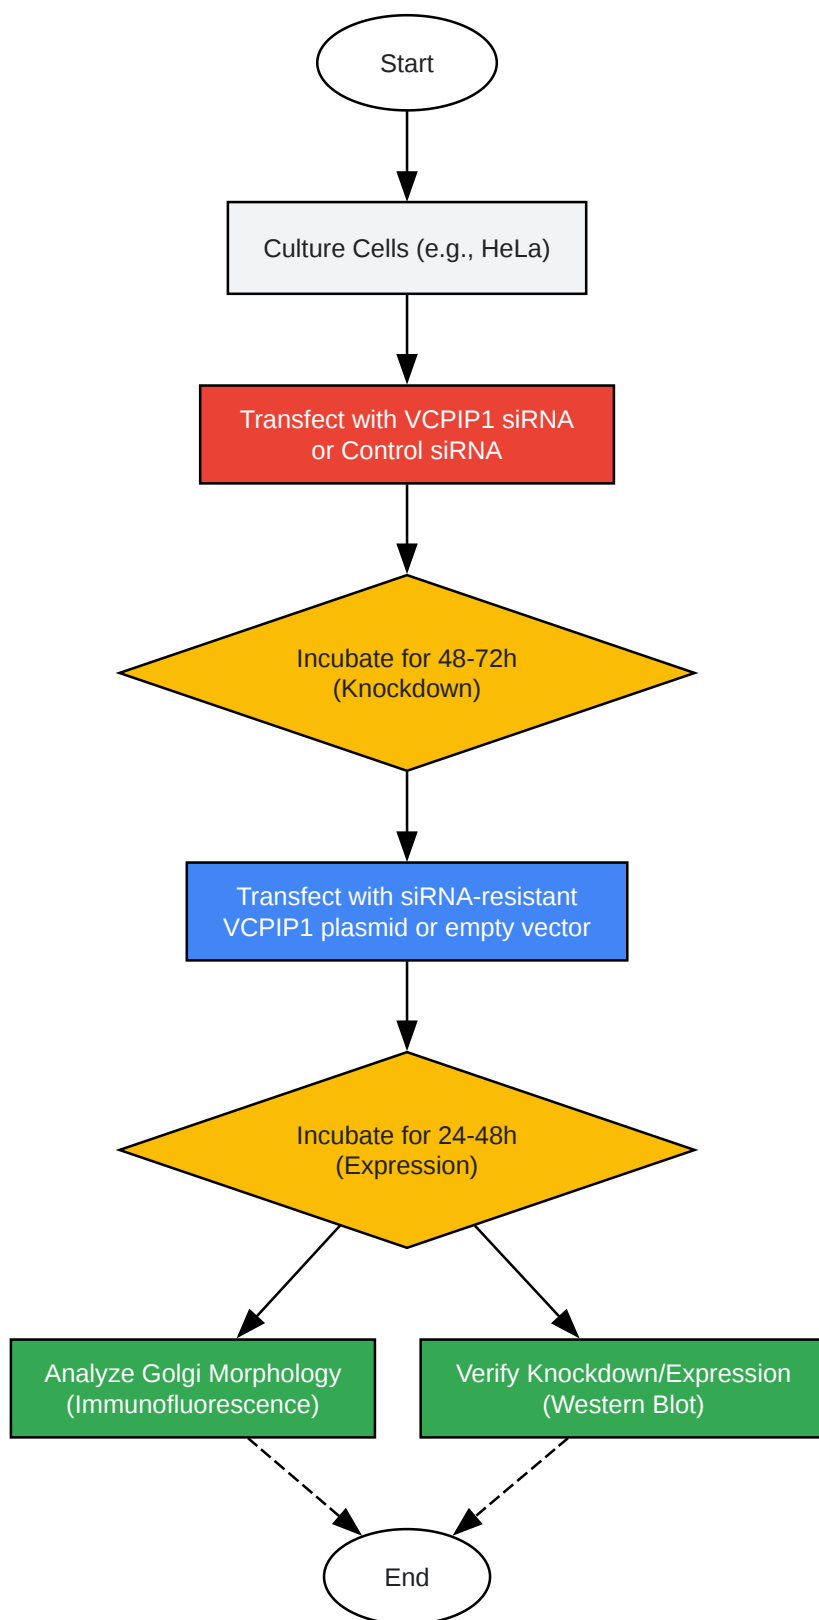 Start
Culture Cells (e.g., HeLa)
Transfect with VCPIP1 siRNA
or Control siRNA
Incubate for 48-72h
(Knockdown)
Transfect with siRNA-resistant
VCPIP1 plasmid or empty vector
Incubate for 24-48h
(Expression)
Analyze Golgi Morphology
(Immunofluorescence)
Verify Knockdown/Expression
(Western Blot)
End